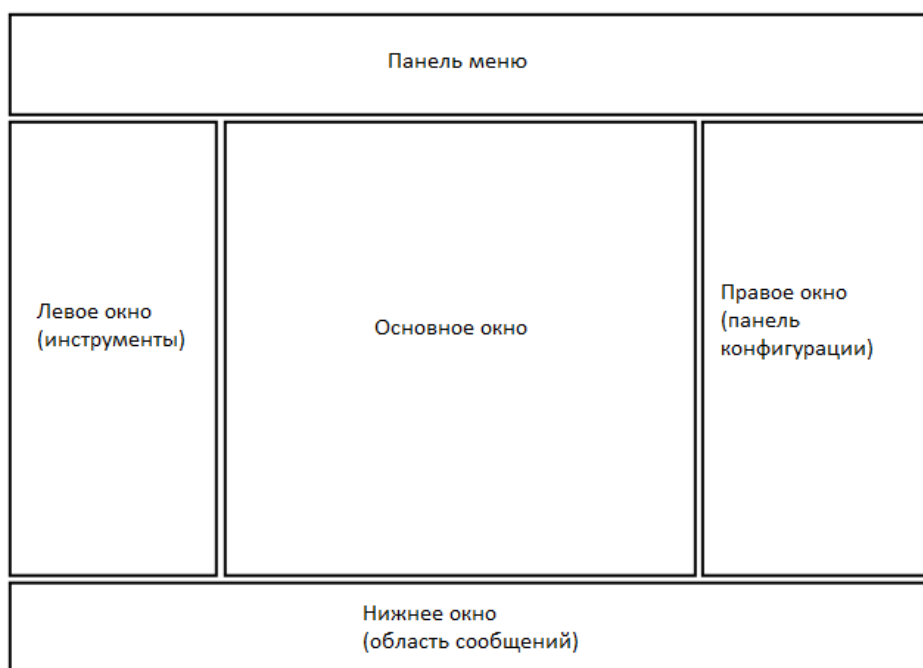 Панель меню
Левое окно
(инструменты)
Основное окно
Правое окно
(панель
конфигурации)
Нижнее окно
(область сообщений)